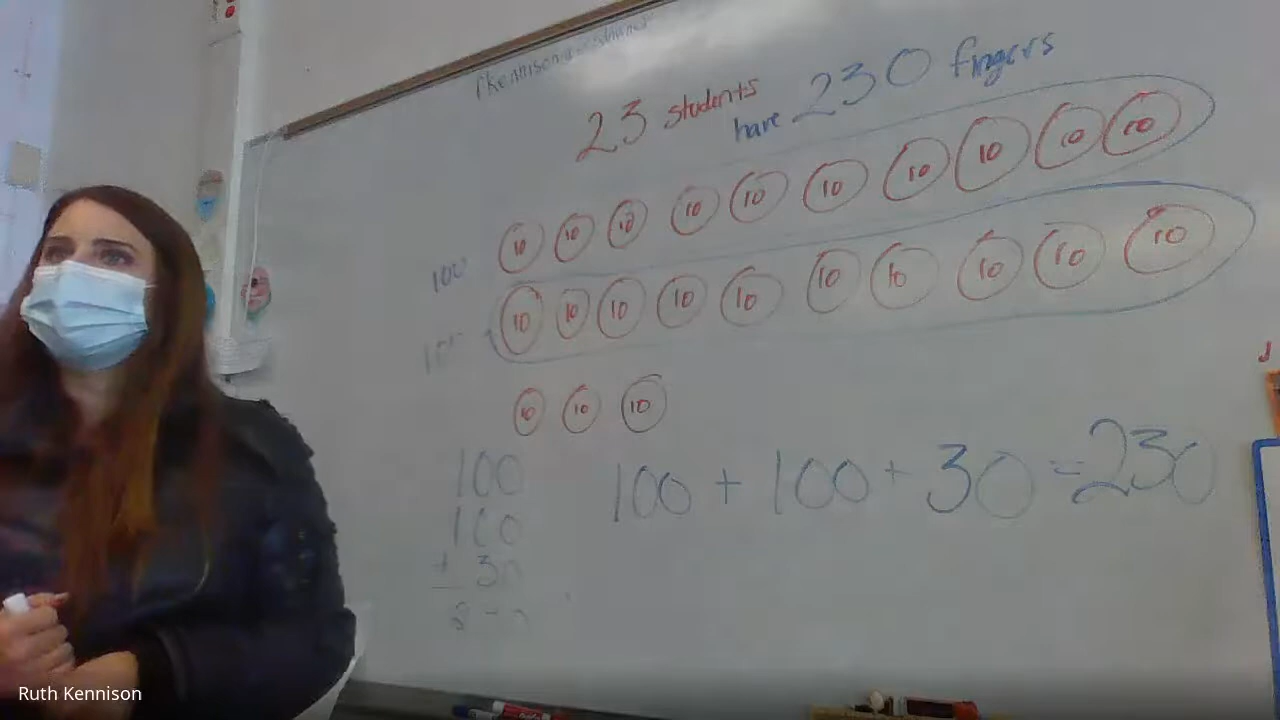 23 students have 230 fingers
100 10 10 10 10 10 10 10 10 10 10
10 10 10 10 10 10 10 10 10 10
10 10 10
100
100
+ 30
100 + 100 + 30 = 230
Ruth Kennison